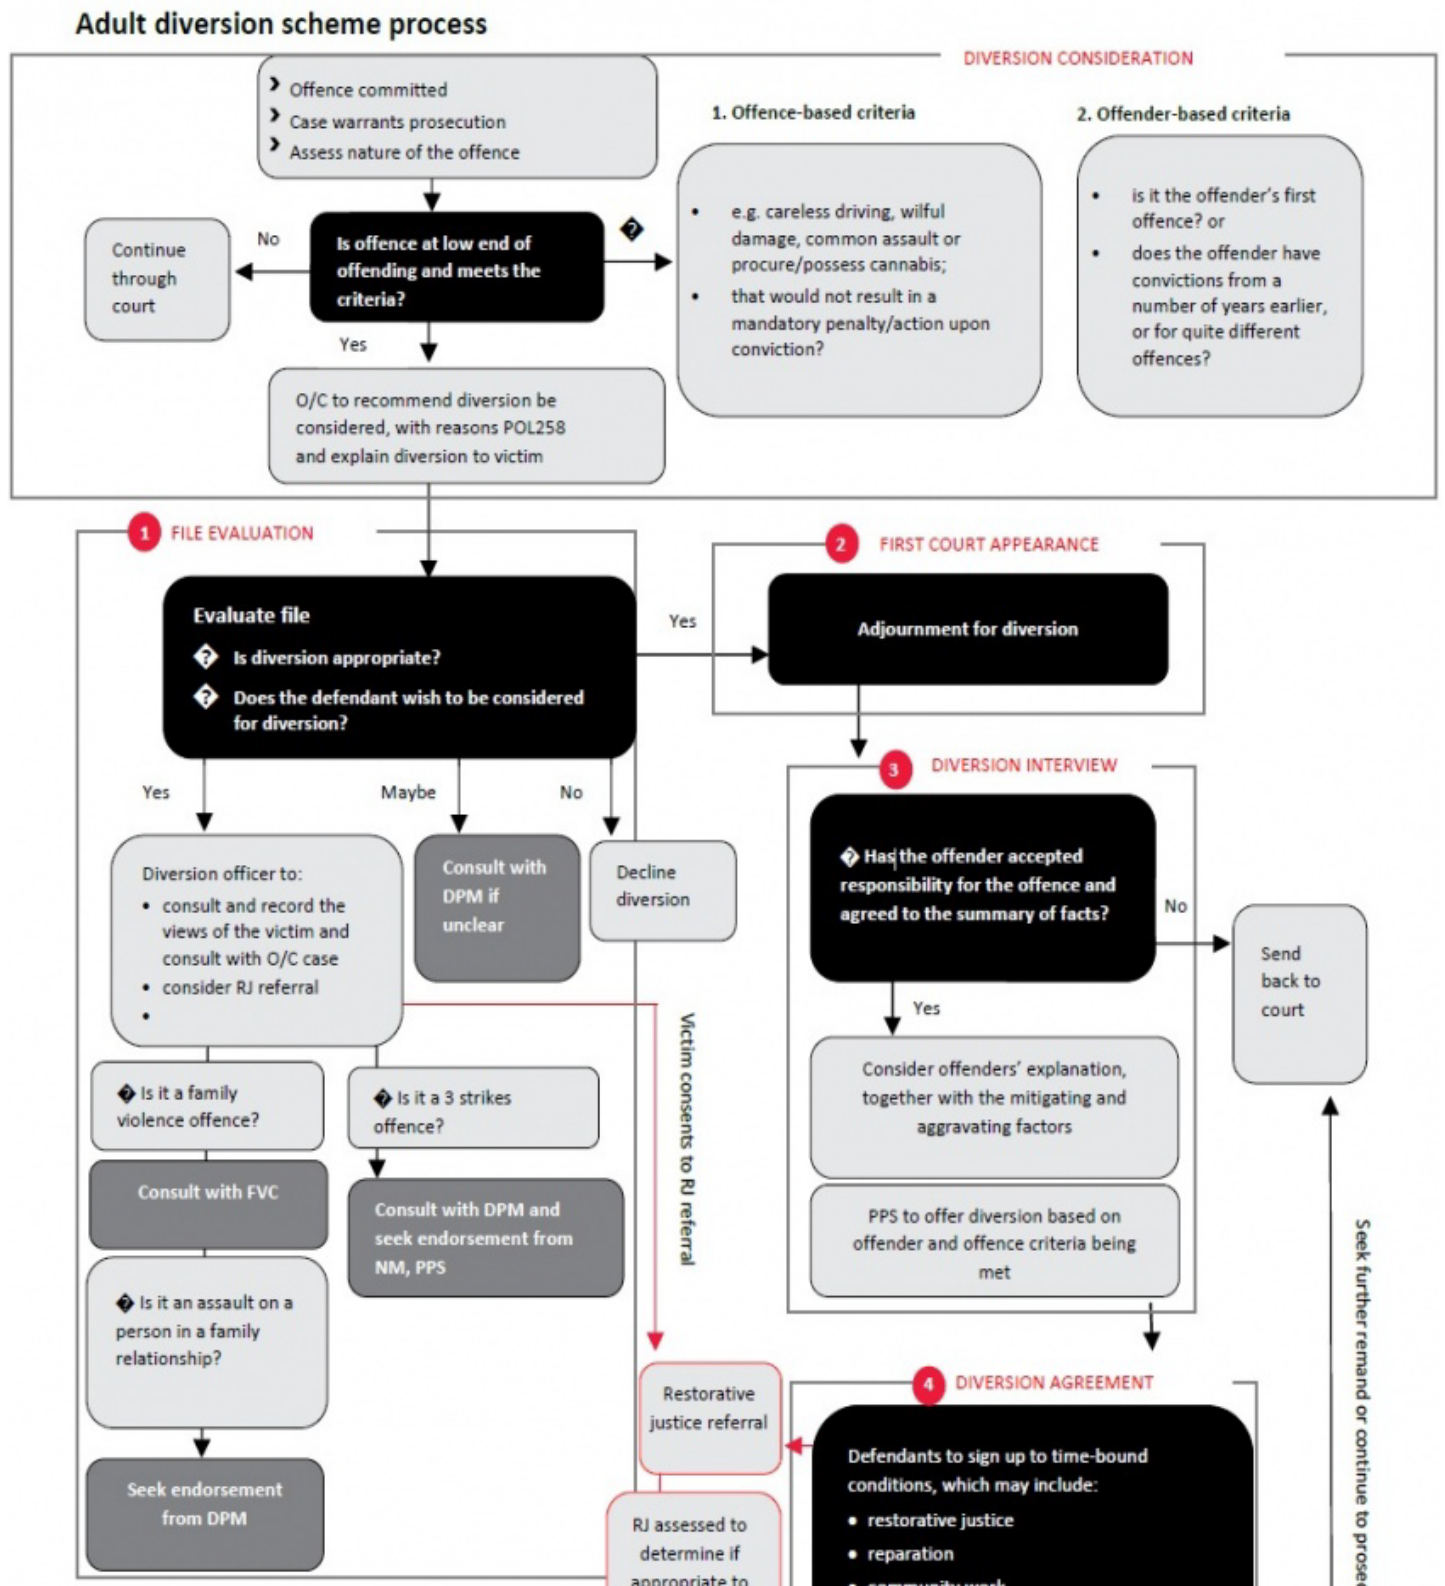 Adult diversion scheme process
DIVERSION CONSIDERATION
Offence committed
Case warrants prosecution
Assess nature of the offence
1. Offence-based criteria
2. Offender-based criteria
Continue
through
court
No
Is offence at low end of
offending and meets the
criteria?
�
• e.g. careless driving, wilful
damage, common assault or
procure/possess cannabis;
• that would not result in a
mandatory penalty/action upon
conviction?
• is it the offender's first
offence? or
• does the offender have
convictions from a
number of years earlier,
or for quite different
offences?
Yes
O/C to recommend diversion be
considered, with reasons POL258
and explain diversion to victim
1 FILE EVALUATION
Evaluate file
� Is diversion appropriate?
� Does the defendant wish to be considered
for diversion?
Yes
2 FIRST COURT APPEARANCE
Adjournment for diversion
Yes
Maybe
No
Diversion officer to:
• consult and record the
views of the victim and
consult with O/C case
• consider RJ referral
•
Consult with
DPM if
unclear
Decline
diversion
3 DIVERSION INTERVIEW
� Has the offender accepted
responsibility for the offence and
agreed to the summary of facts?
No
Send
back to
court
Yes
Consider offenders' explanation,
together with the mitigating and
aggravating factors
PPS to offer diversion based on
offender and offence criteria being
met
� Is it a family
violence offence?
� Is it a 3 strikes
offence?
Consult with FVC
Consult with DPM and
seek endorsement from
NM, PPS
� Is it an assault on a
person in a family
relationship?
Seek endorsement
from DPM
Victim consents to RJ referral
Restorative
justice referral
RJ assessed to
determine if
appropriate to
4 DIVERSION AGREEMENT
Defendants to sign up to time-bound
conditions, which may include:
• restorative justice
• reparation
• community work
Seek further remand or continue to prosec